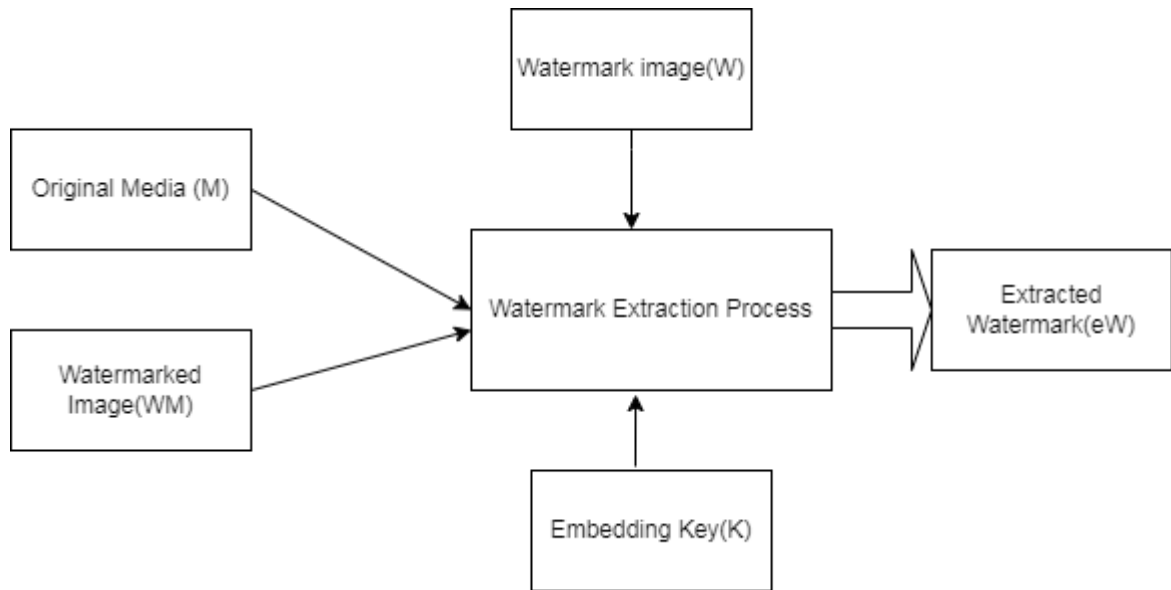 Watermark image(W)
Original Media (M)
Watermark Extraction Process
Extracted
Watermark(eW)
Watermarked
Image(WM)
Embedding Key(K)